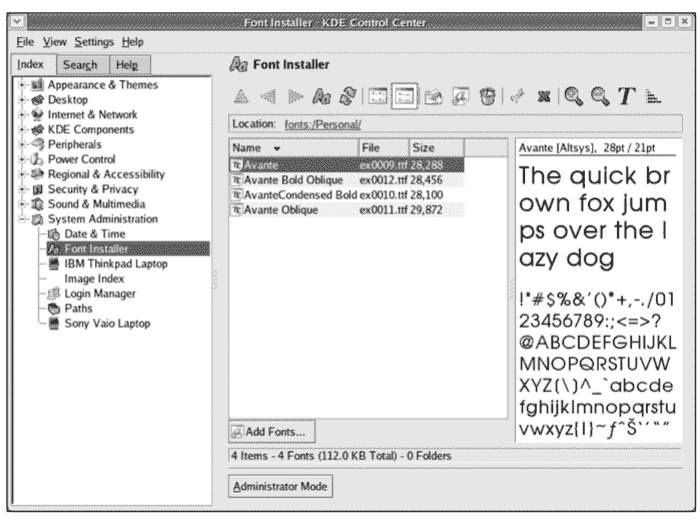 Font Installer - KDE Control Center
File View Settings Help
Index Search Help
Appearance & Themes
Desktop
Internet & Network
KDE Components
Peripherals
Power Control
Regional & Accessibility
Security & Privacy
Sound & Multimedia
System Administration
Date & Time
Font Installer
IBM Thinkpad Laptop
Image Index
Login Manager
Paths
Sony Vaio Laptop
Font Installer
Location: fonts:/Personal/
Name File Size
Avante ex0009.ttf 28,288
Avante Bold Oblique ex0012.ttf 28,456
AvanteCondensed Bold ex0010.ttf 28,100
Avante Oblique ex0011.ttf 29,872
Add Fonts...
4 Items - 4 Fonts (112.0 KB Total) - 0 Folders
Administrator Mode
Avante [Altsys], 28pt / 21pt
The quick br
own fox jum
ps over the l
azy dog
!"#$%&'()*+,-./01
23456789:;<=>?
@ABCDEFGHIJKL
MNOPQRSTUVW
XYZ[\]^_`abcde
fghijklmnopqrstu
vwxyz{|}~ƒˆŠ‘’“”